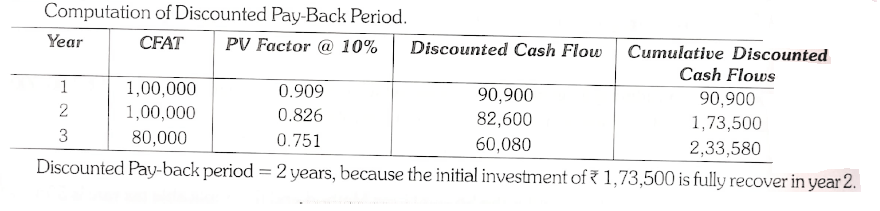 Computation of Discounted Pay-Back Period.
Year CFAT PV Factor @ 10% Discounted Cash Flow Cumulative Discounted
Cash Flows
1 1,00,000 0.909 90,900 90,900
2 1,00,000 0.826 82,600 1,73,500
3 80,000 0.751 60,080 2,33,580
Discounted Pay-back period = 2 years, because the initial investment of ₹ 1,73,500 is fully recover in year 2.